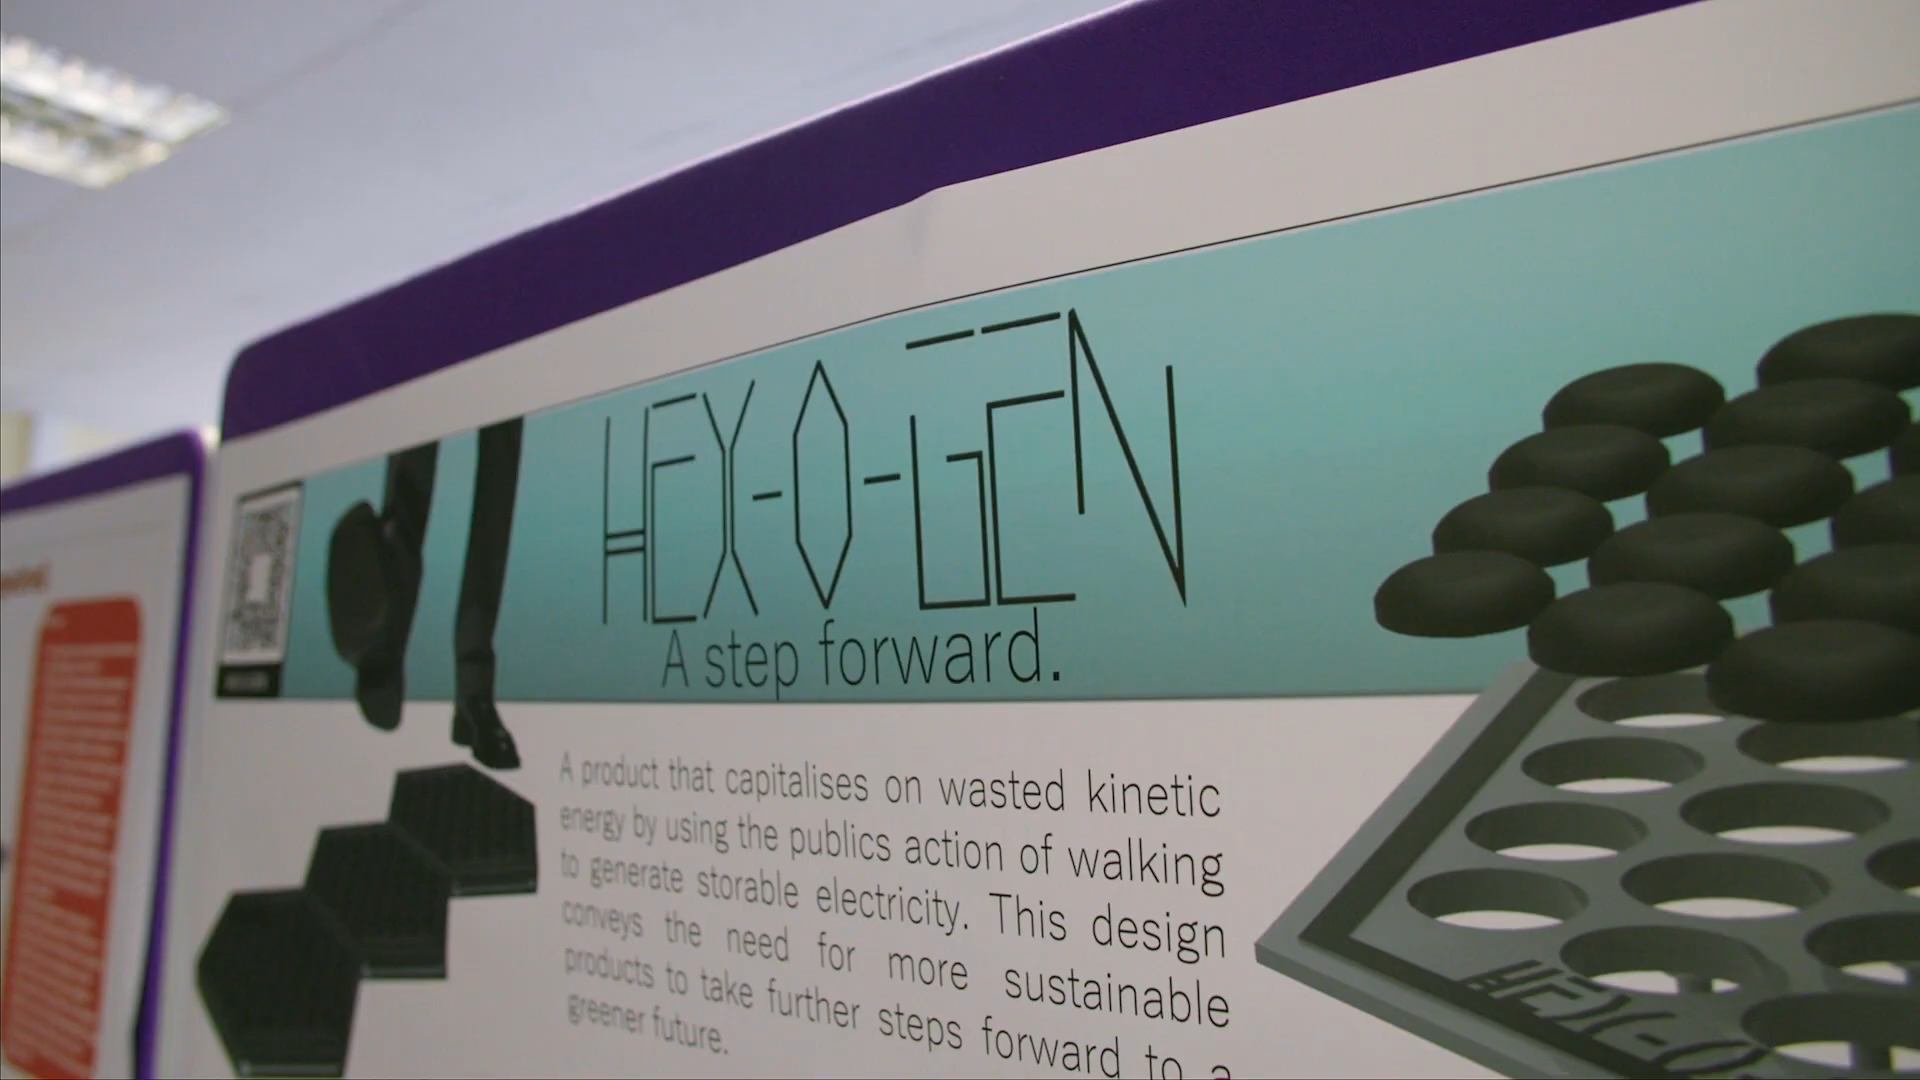 HEX-O-GEN
A step forward.
A product that capitalises on wasted kinetic
energy by using the publics action of walking
to generate storable electricity. This design
conveys the need for more sustainable
products to take further steps forward to a
greener future.
HEX-O